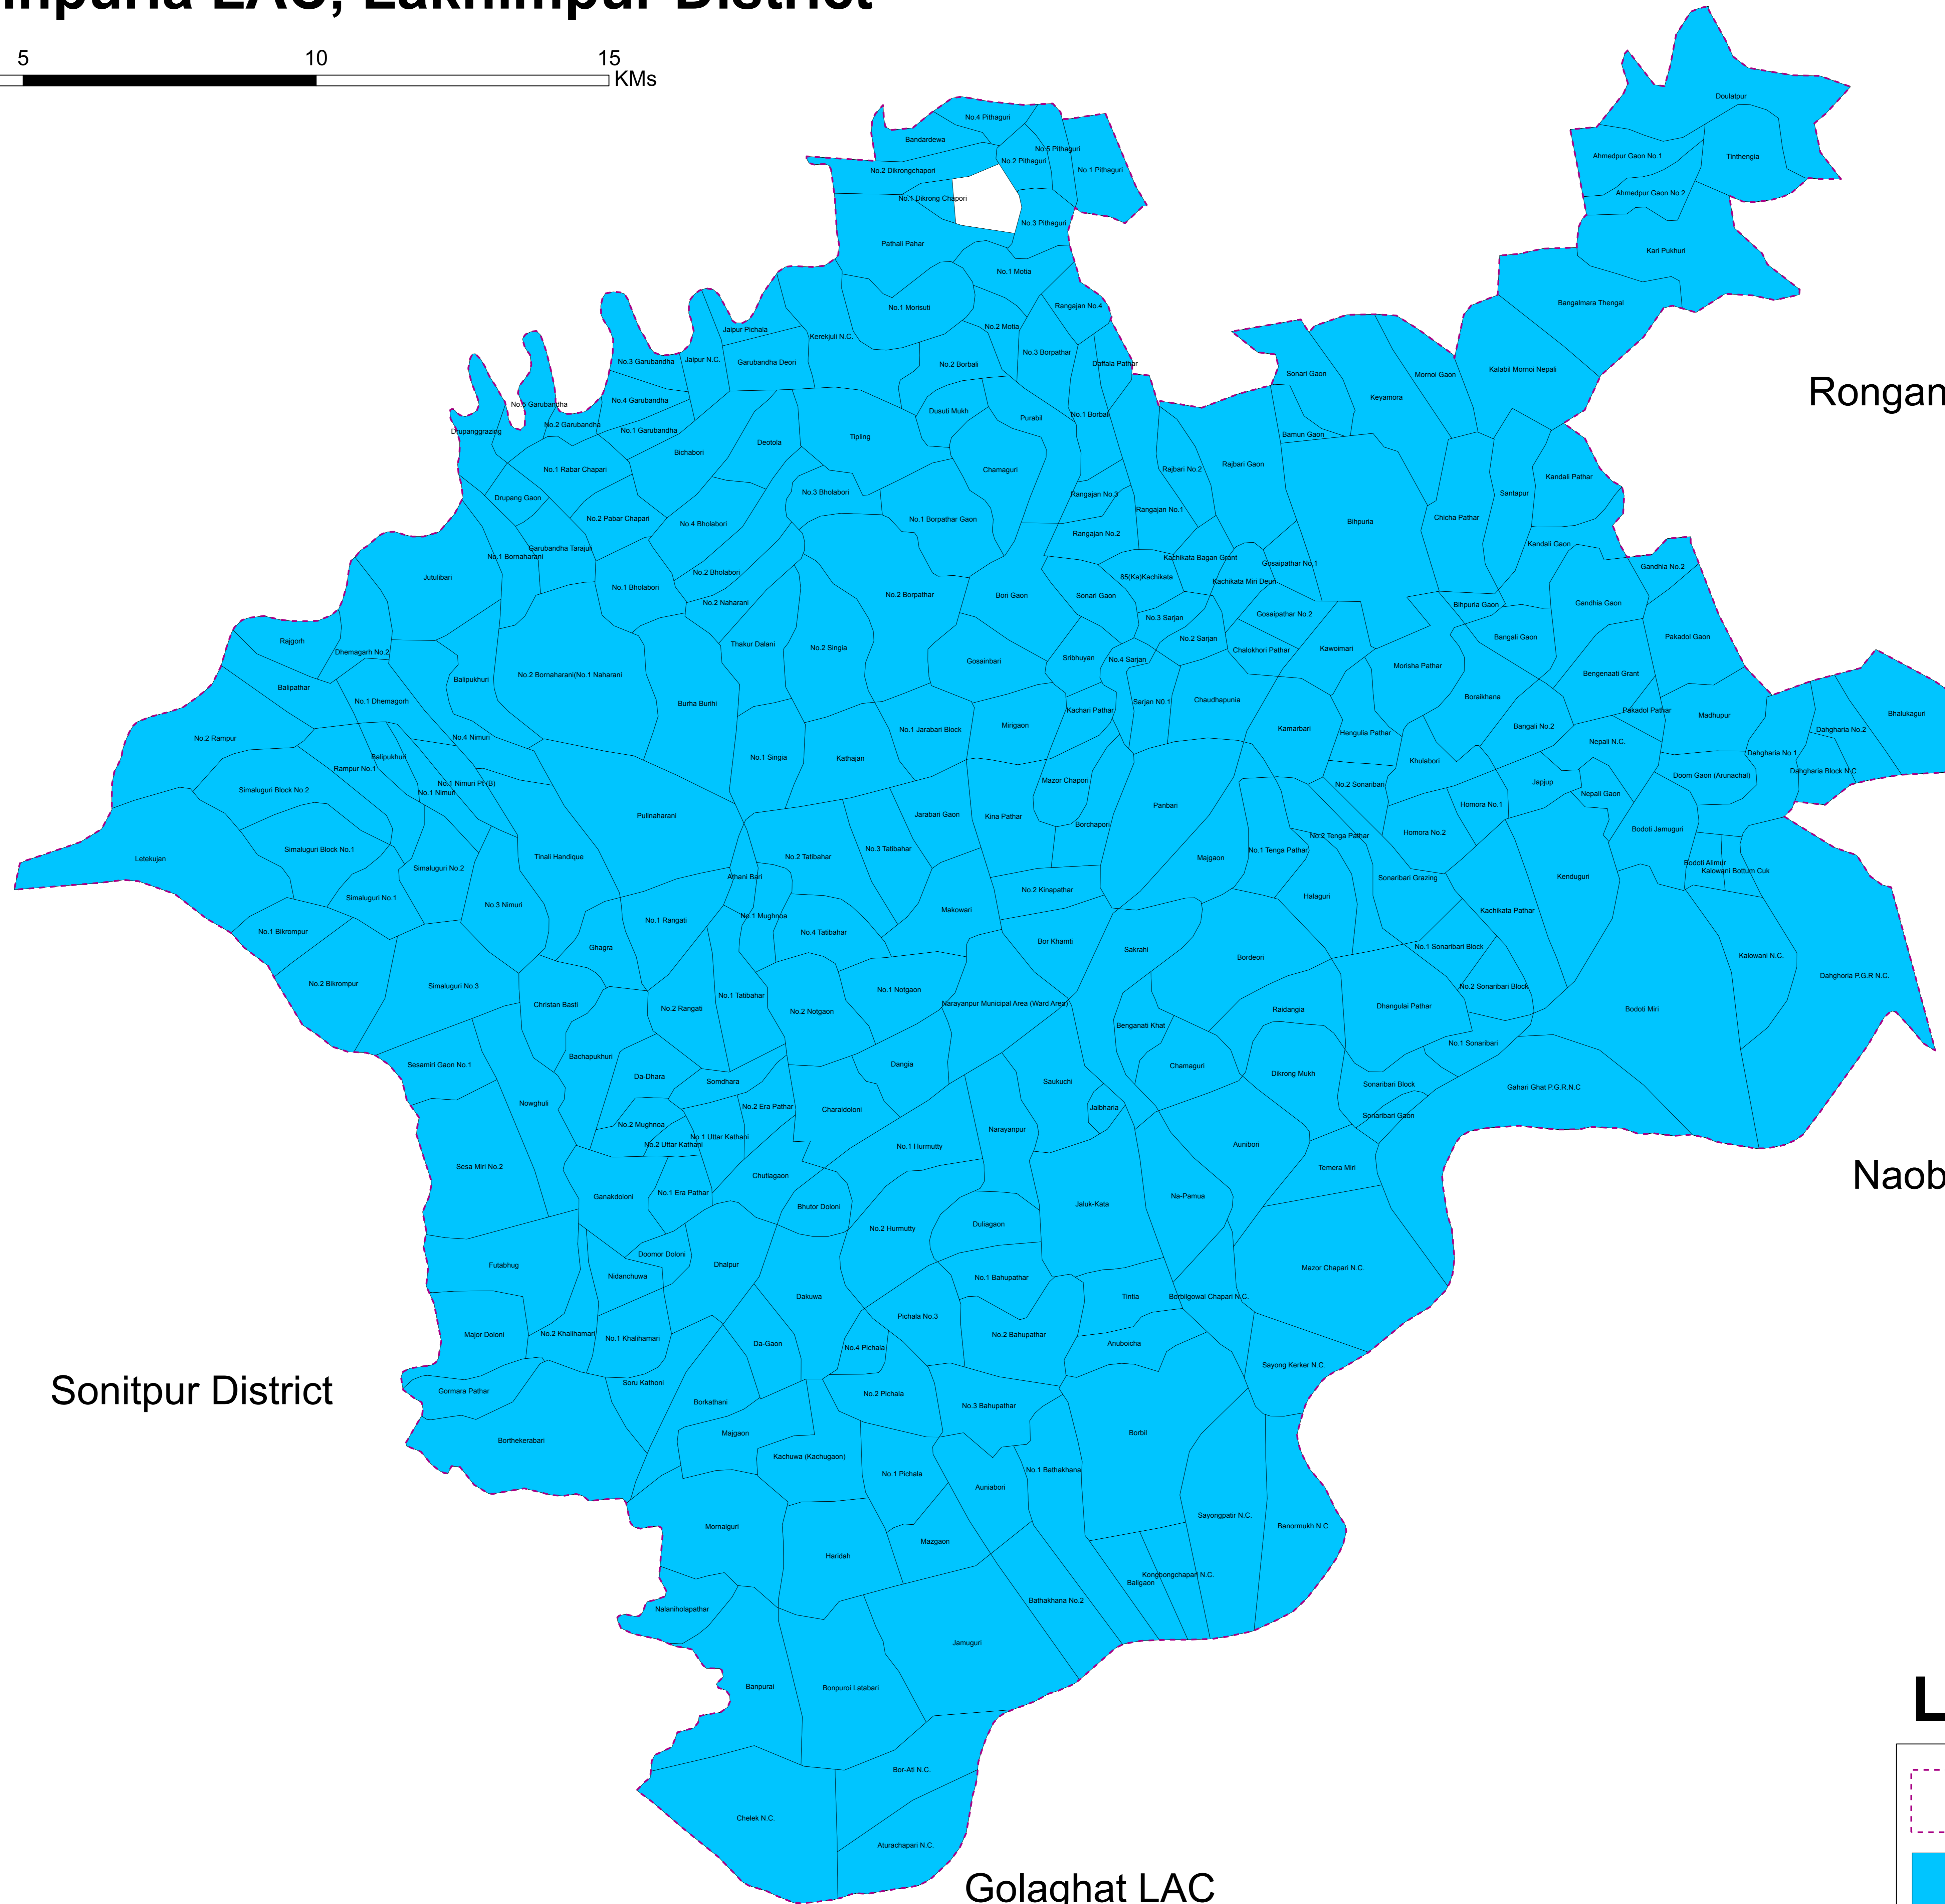 5 10 15
KMs
Doulatpur
No.4 Pithaguri
Bandardewa
No.5 Pithaguri
No.2 Pithaguri
No.1 Pithaguri
Ahmedpur Gaon No.1
Tinthengia
No.2 Dikrongchapori
Ahmedpur Gaon No.2
No.1 Dikrong Chapori
No.3 Pithaguri
Pathali Pahar
Kari Pukhuri
No.1 Motia
Bangalmara Thengal
No.1 Morisuti
Rangajan No.4
Jaipur Pichala
No.2 Motia
Kerekjuli N.C.
No.3 Borpathar
No.3 Garubandha
Jaipur N.C.
Garubandha Deori
No.2 Borbali
Daffala Pathar
Sonari Gaon
Mornoi Gaon
Kalabil Mornoi Nepali
Rongan
Keyamora
No.4 Garubandha
No.5 Garubandha
Dusuti Mukh
Purabil
No.1 Borbali
No.2 Garubandha
Drupanggrazing
No.1 Garubandha
Bamun Gaon
Deotola
Tipling
Bichabori
No.1 Rabar Chapari
Chamaguri
Rajbari No.2
Rajbari Gaon
Kandali Pathar
Drupang Gaon
No.3 Bholabori
Rangajan No.3
Santapur
Rangajan No.1
No.2 Pabar Chapari
No.4 Bholabori
No.1 Borpathar Gaon
Bihpuria
Chicha Pathar
Rangajan No.2
Garubandha Tarajuli
No.1 Bornaharani
Kachikata Bagan Grant
Gosaipathar No.1
Kandali Gaon
Gandhia No.2
Jutulibari
No.2 Bholabori
85(Ka)Kachikata
Kachikata Miri Deuri
No.1 Bholabori
No.2 Naharani
No.2 Borpathar
Bori Gaon
Sonari Gaon
Bihpuria Gaon
Gandhia Gaon
No.3 Sarjan
Gosaipathar No.2
Rajgorh
Dhemagarh No.2
Thakur Dalani
No.2 Singia
No.2 Sarjan
Chalokhori Pathar
Kawoimari
Bangali Gaon
Pakadol Gaon
Gosainbari
Sribhuyan
No.4 Sarjan
Morisha Pathar
Balipathar
Balipukhuri
No.2 Bornaharani(No.1 Naharani
Bengenaati Grant
No.1 Dhemagorh
Burha Burihi
Kachari Pathar
Sarjan N0.1
Chaudhapunia
Boraikhana
Pakadol Pathar
Madhupur
Bhalukaguri
No.2 Rampur
No.4 Nimuri
No.1 Jarabari Block
Mirigaon
Kamarbari
Hengulia Pathar
Bangali No.2
Dahgharia No.2
Balipukhuri
No.1 Singia
Kathajan
Nepali N.C.
Dahgharia No.1
Rampur No.1
Khulabori
Dahgharia Block N.C.
No.1 Nimuri Pt (B)
Mazor Chapori
No.2 Sonaribari
Japjup
Doom Gaon (Arunachal)
Simaluguri Block No.2
No.1 Nimuri
Nepali Gaon
Pulinaharani
Jarabari Gaon
Kina Pathar
Panbari
Homora No.1
Borchapori
Homora No.2
Bodoti Jamuguri
Simaluguri Block No.1
No.3 Tatibahar
No.1 Tenga Pathar
No.2 Tenga Pathar
Letekujan
Tinali Handique
No.2 Tatibahar
Majgaon
Bodoti Alimur
Simaluguri No.2
Athani Bari
Sonaribari Grazing
Kenduguri
Kalowani Bottum Cuk
No.2 Kinapathar
Simaluguri No.1
No.3 Nimuri
Halaguri
Makowari
Kachikata Pathar
No.1 Bikrompur
No.1 Rangati
No.1 Mughnoa
No.4 Tatibahar
Ghagra
Bor Khamti
Sakrahi
No.1 Sonaribari Block
Bordeori
Kalowani N.C.
Dahghoria P.G.R N.C.
No.2 Bikrompur
Simaluguri No.3
No.1 Tatibahar
No.1 Notgaon
No.2 Sonaribari Block
Christan Basti
Narayanpur Municipal Area (Ward Area)
No.2 Rangati
No.2 Notgaon
Raidangia
Dhangulai Pathar
Bodoti Miri
Benganati Khat
No.1 Sonaribari
Sesamiri Gaon No.1
Bachapukhuri
Dangia
Chamaguri
Dikrong Mukh
Da-Dhara
Somdhara
Saukuchi
Sonaribari Block
Gahari Ghat P.G.R.N.C
Nowghuli
No.2 Era Pathar
Charaidoloni
Jalbharia
Sonaribari Gaon
No.2 Mughnoa
No.1 Uttar Kathani
No.2 Uttar Kathani
No.1 Hurmutty
Narayanpur
Aunibori
Sesa Miri No.2
Chutiagaon
Temera Miri
Naob
Ganakdoloni
No.1 Era Pathar
Bhutor Doloni
Jaluk-Kata
Na-Pamua
No.2 Hurmutty
Duliagaon
Doomor Doloni
Futabhug
Dhalpur
Mazor Chapari N.C.
Nidanchuwa
No.1 Bahupathar
Dakuwa
Tintia
Borbilgowal Chapari N.C.
Pichala No.3
Major Doloni
No.2 Khalihamari
No.1 Khalihamari
Da-Gaon
No.4 Pichala
No.2 Bahupathar
Anuboicha
Sayong Kerker N.C.
Sonitpur District
Gormara Pathar
Soru Kathoni
Borkathani
No.2 Pichala
No.3 Bahupathar
Borthekerabari
Majgaon
Borbil
Kachuwa (Kachugaon)
No.1 Pichala
No.1 Bathakhana
Auniabori
Sayongpatir N.C.
Mornaiguri
Banormukh N.C.
Mazgaon
Haridah
Kongbongchapari N.C.
Baligaon
Bathakhana No.2
Nalaniholapathar
Jamuguri
Banpurai
Bonpuroi Latabari
L
Bor-Ati N.C.
Chelek N.C.
Aturachapari N.C.
Golaghat LAC